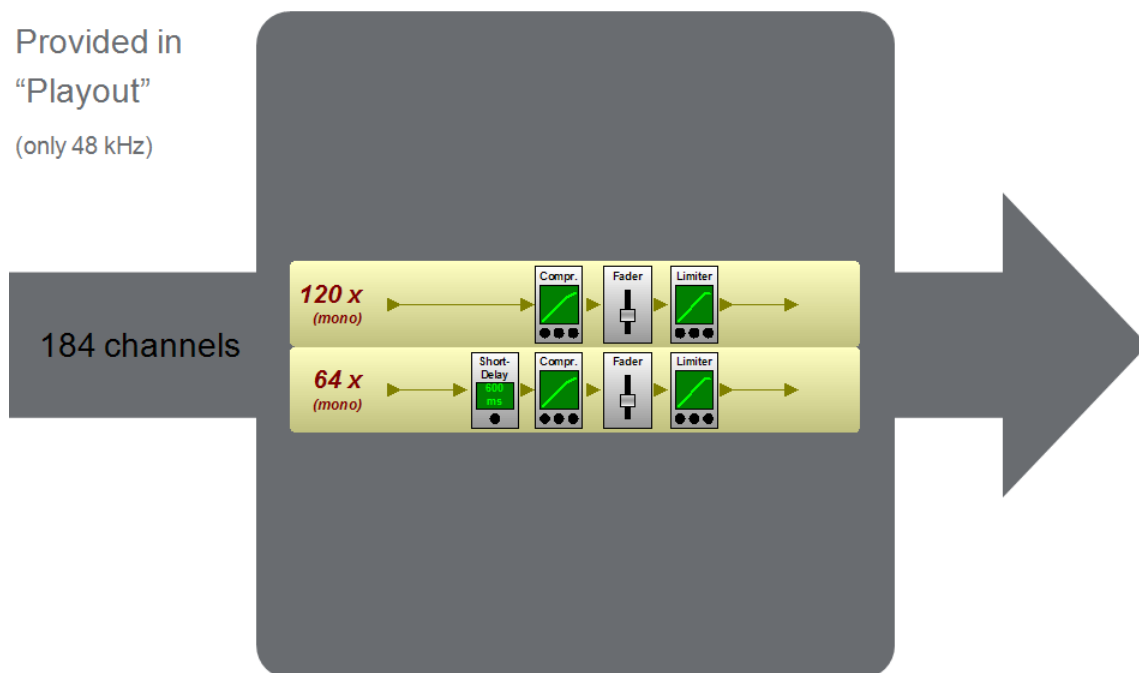 Provided in
“Playout”
(only 48 kHz)
184 channels
120 x
(mono)
Compr.
Fader
Limiter
64 x
(mono)
Short-
Delay
600
ms
Compr.
Fader
Limiter